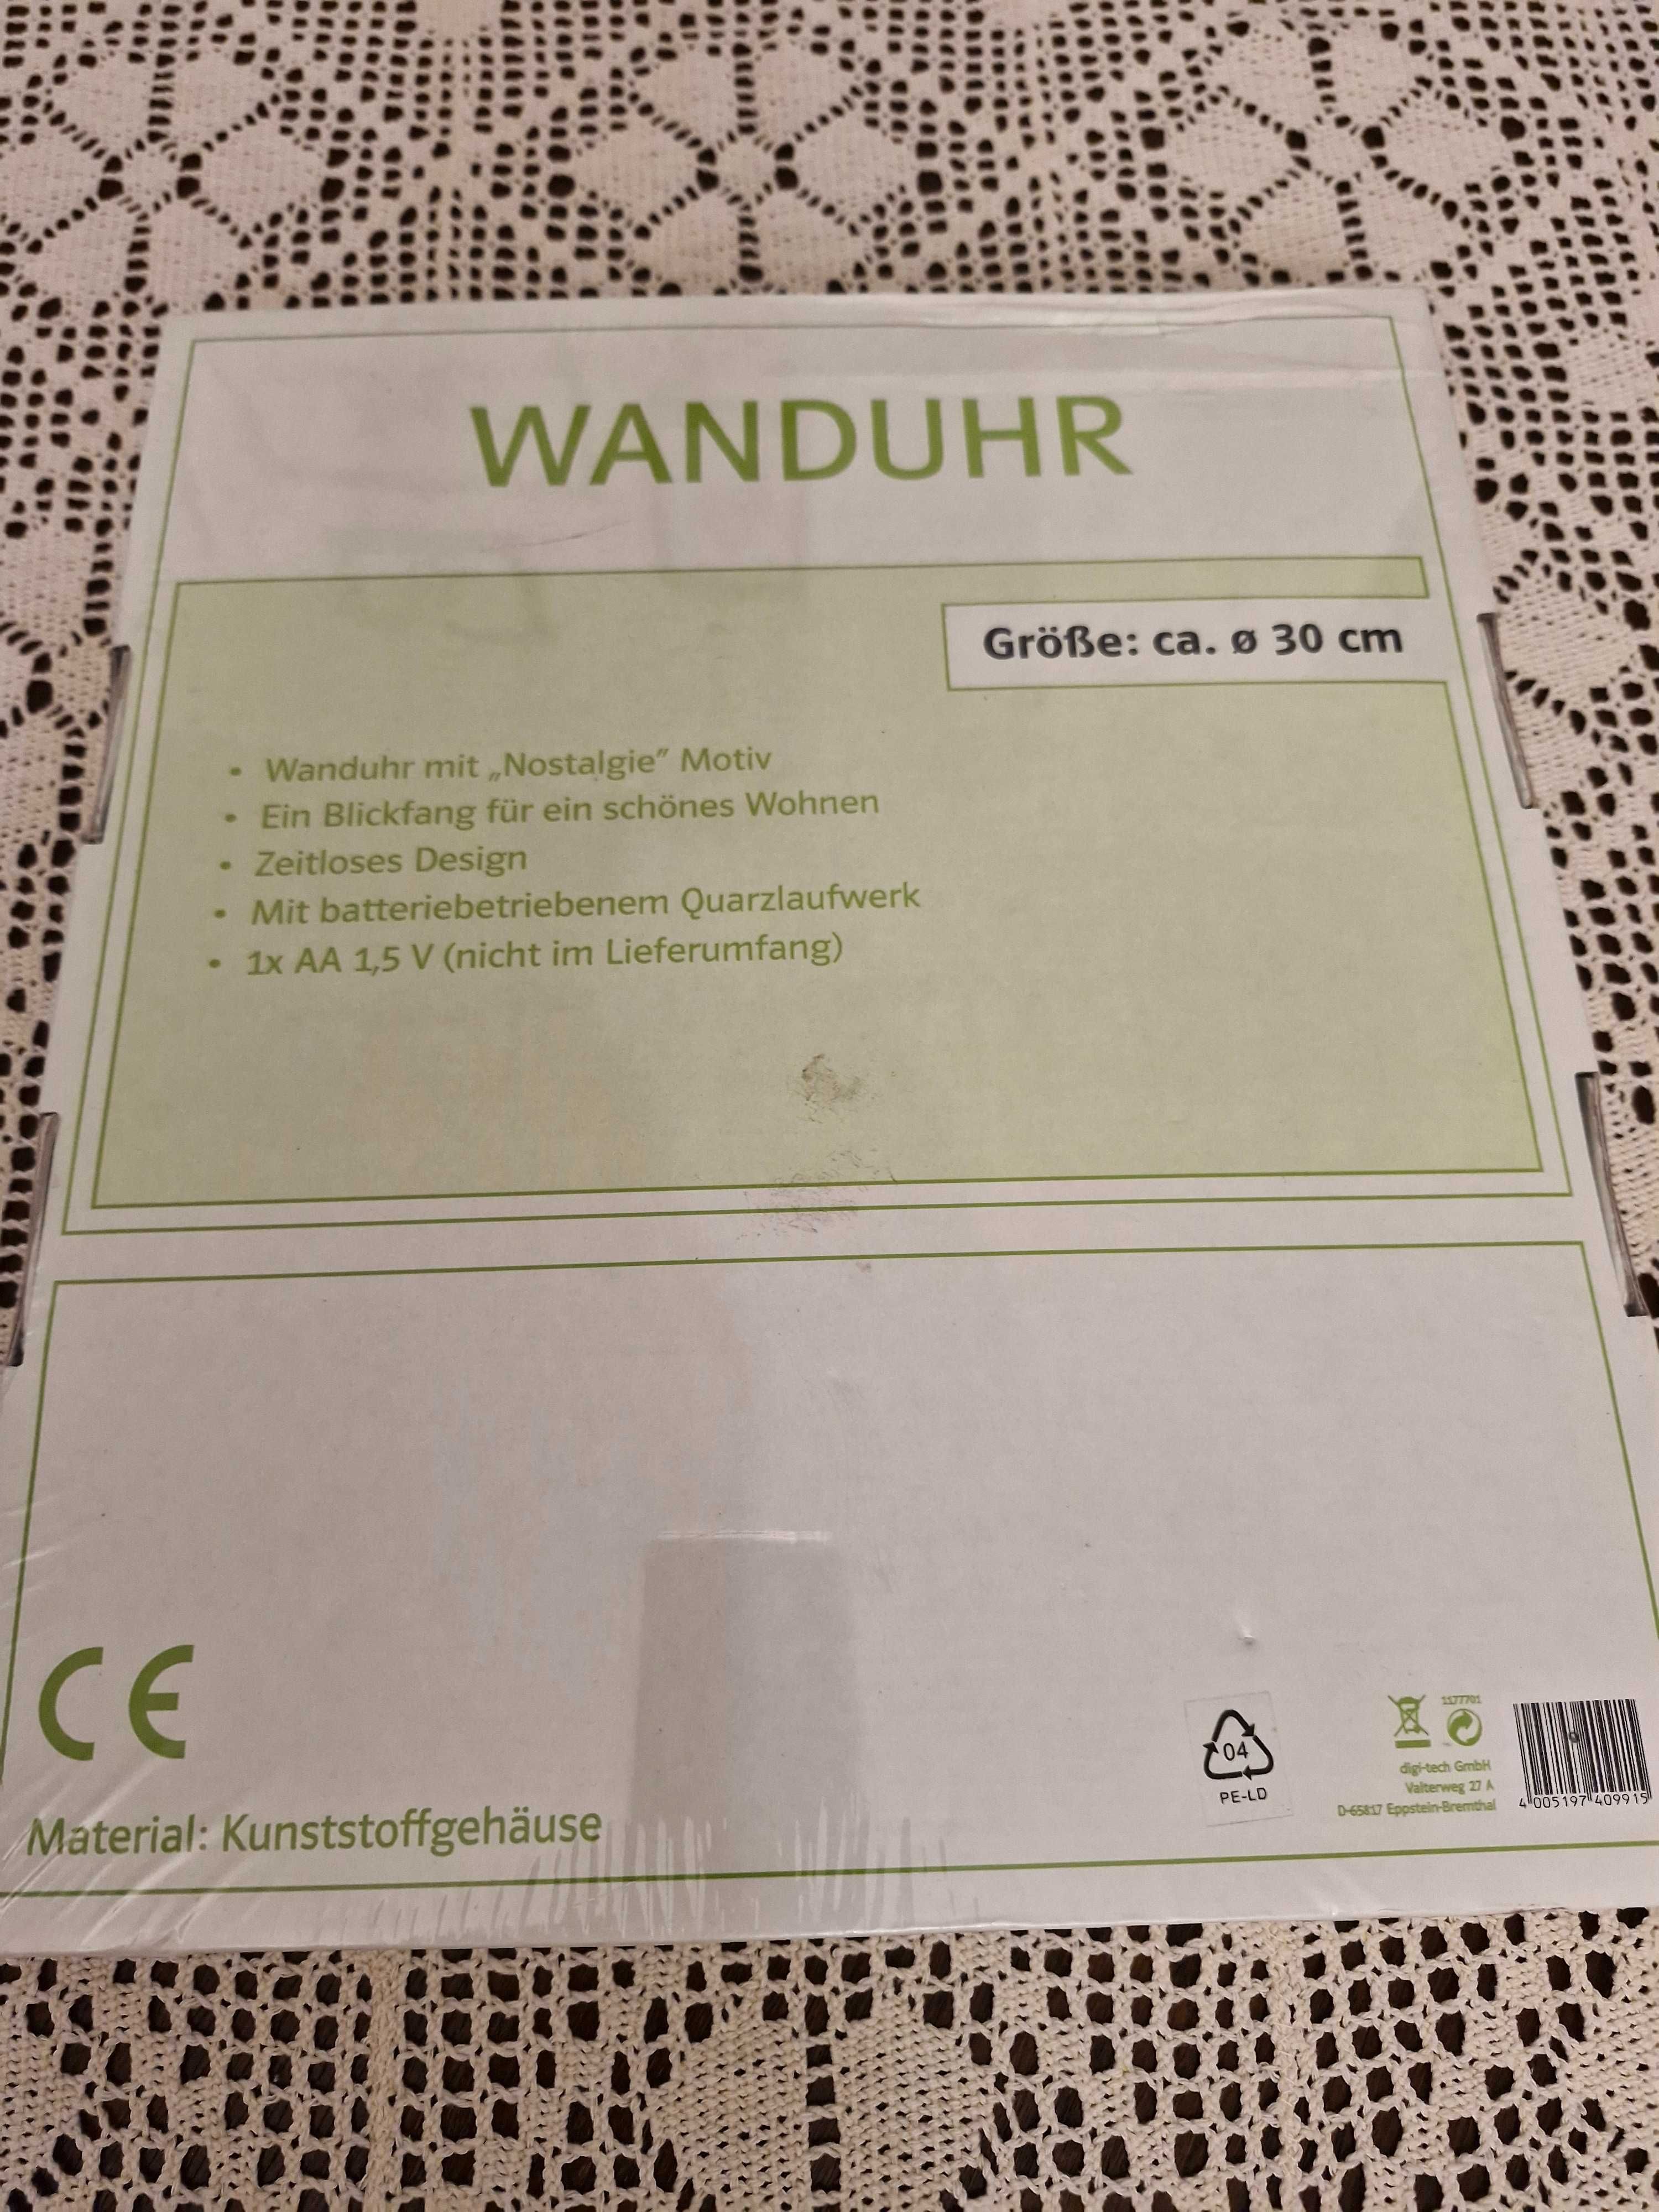 WANDUHR
Größe: ca. ø 30 cm
• Wanduhr mit „Nostalgie” Motiv
• Ein Blickfang für ein schönes Wohnen
• Zeitloses Design
• Mit batteriebetriebenem Quarzlaufwerk
• 1x AA 1,5 V (nicht im Lieferumfang)
CE
Material: Kunststoffgehäuse
04
PE-LD
1177701
digi-tech GmbH
Valterweg 27 A
D-65817 Eppstein-Bremthal
4 005197 409915